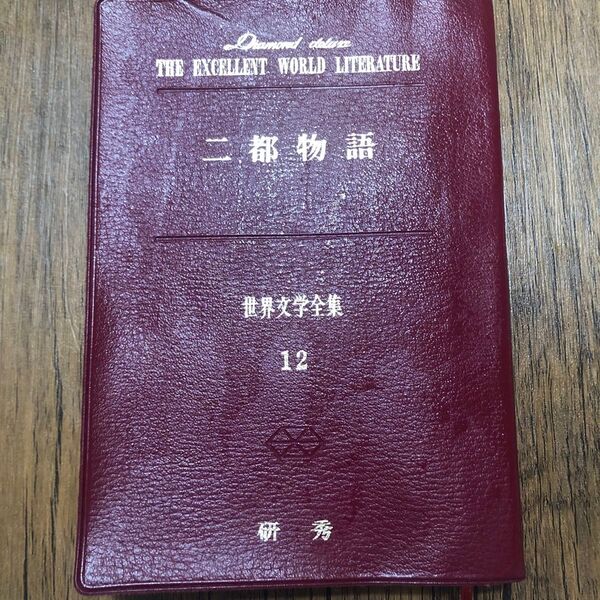 Diamond deluxe
THE EXCELLENT WORLD LITERATURE
二都物語
世界文学全集
12
研秀